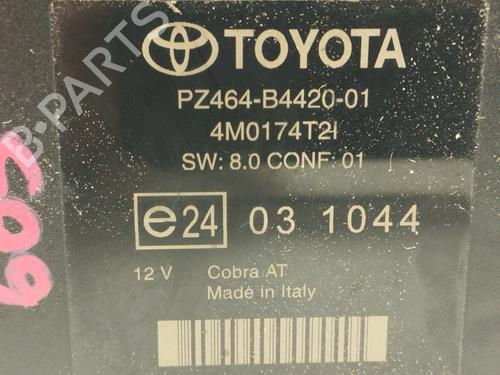 TOYOTA
PZ464-B4420-01
4M0174T2I
SW: 8.0 CONF: 01
e24 03 1044
12 V Cobra AT
Made in Italy
B-PARTS
609